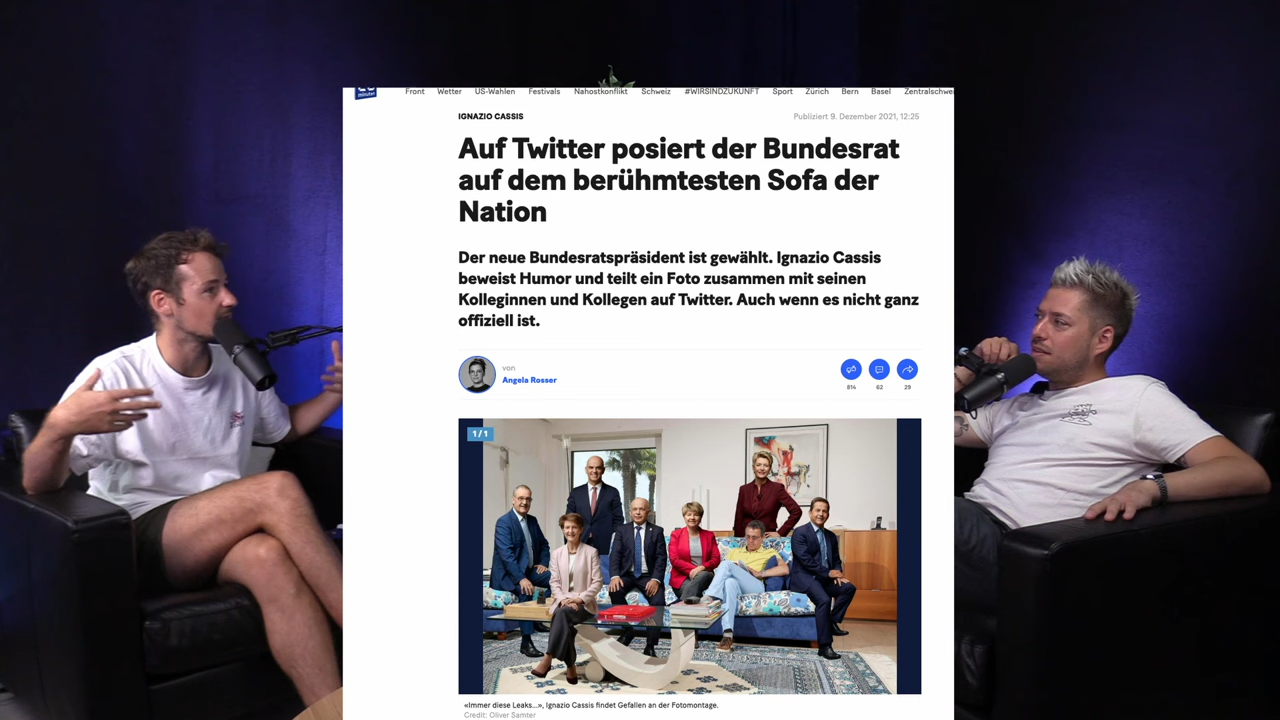 minuten
Front Wetter US-Wahlen Festivals Nahostkonflikt Schweiz #WIRSINDZUKUNFT Sport Zürich Bern Basel Zentralschwei
IGNAZIO CASSIS
Publiziert 9. Dezember 2021, 12:25
Auf Twitter posiert der Bundesrat
auf dem berühmtesten Sofa der
Nation
Der neue Bundesratspräsident ist gewählt. Ignazio Cassis
beweist Humor und teilt ein Foto zusammen mit seinen
Kolleginnen und Kollegen auf Twitter. Auch wenn es nicht ganz
offiziell ist.
von
Angela Rosser
814 62 29
1/1
«Immer diese Leaks...», Ignazio Cassis findet Gefallen an der Fotomontage.
Credit: Oliver Samter